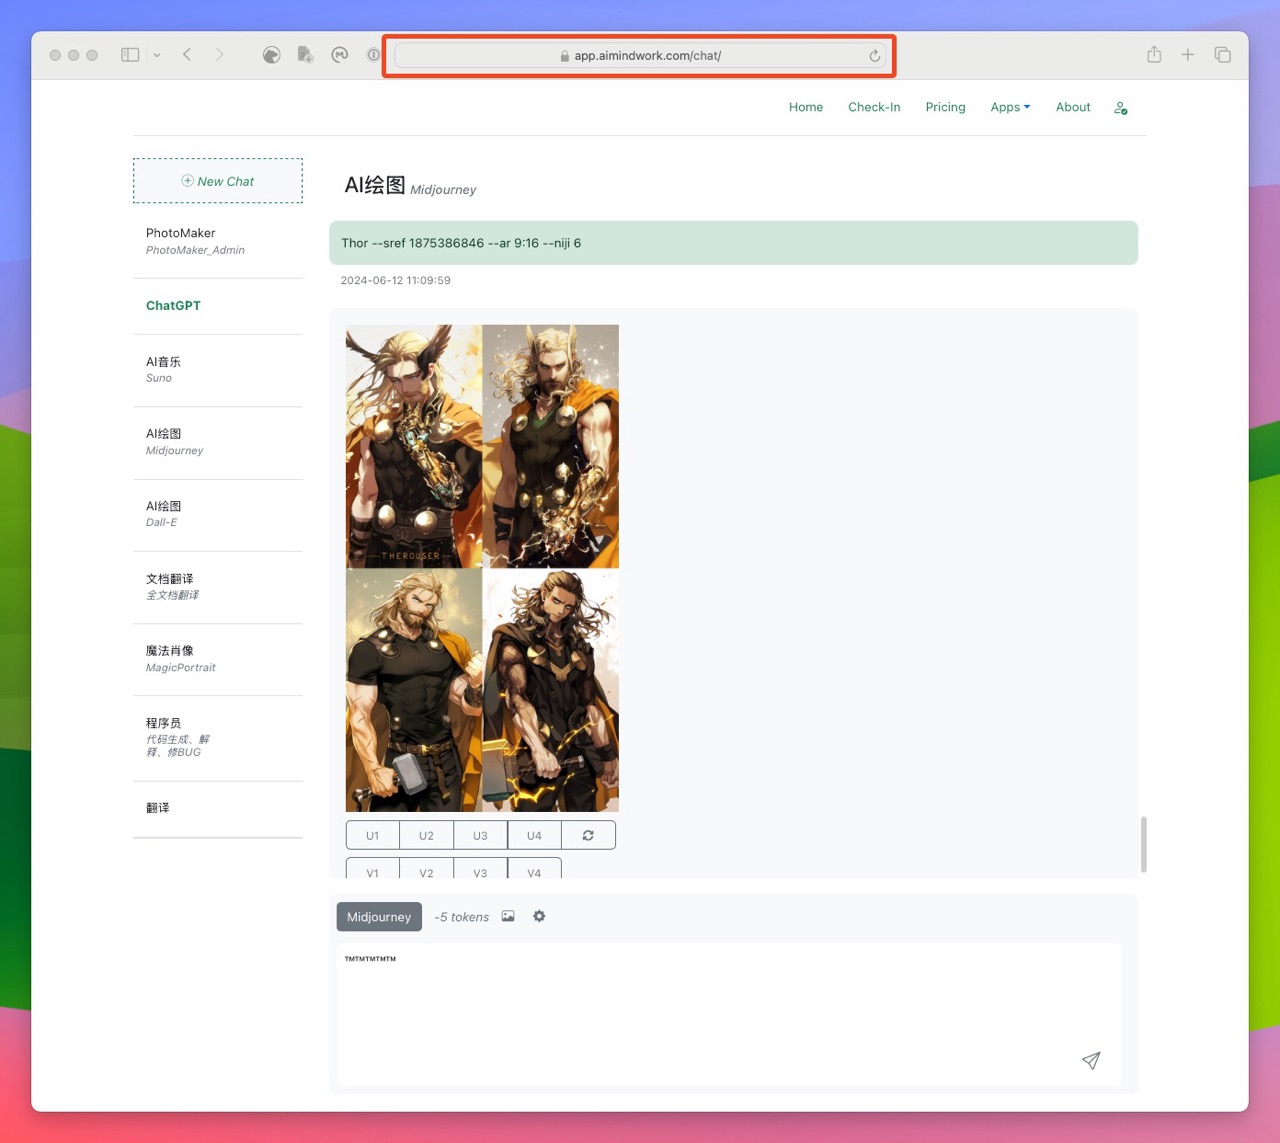 app.aimindwork.com/chat/
Home Check-In Pricing Apps About
New Chat
PhotoMaker
PhotoMaker_Admin
ChatGPT
AI音乐
Suno
AI绘图
Midjourney
AI绘图
Dall-E
文档翻译
全文档翻译
魔法肖像
MagicPortrait
程序员
代码生成、解
释、修BUG
翻译
AI绘图 Midjourney
Thor --sref 1875386846 --ar 9:16 --niji 6
2024-06-12 11:09:59
THEROUSER
U1 U2 U3 U4
V1 V2 V3 V4
Midjourney -5 tokens
™™™™™